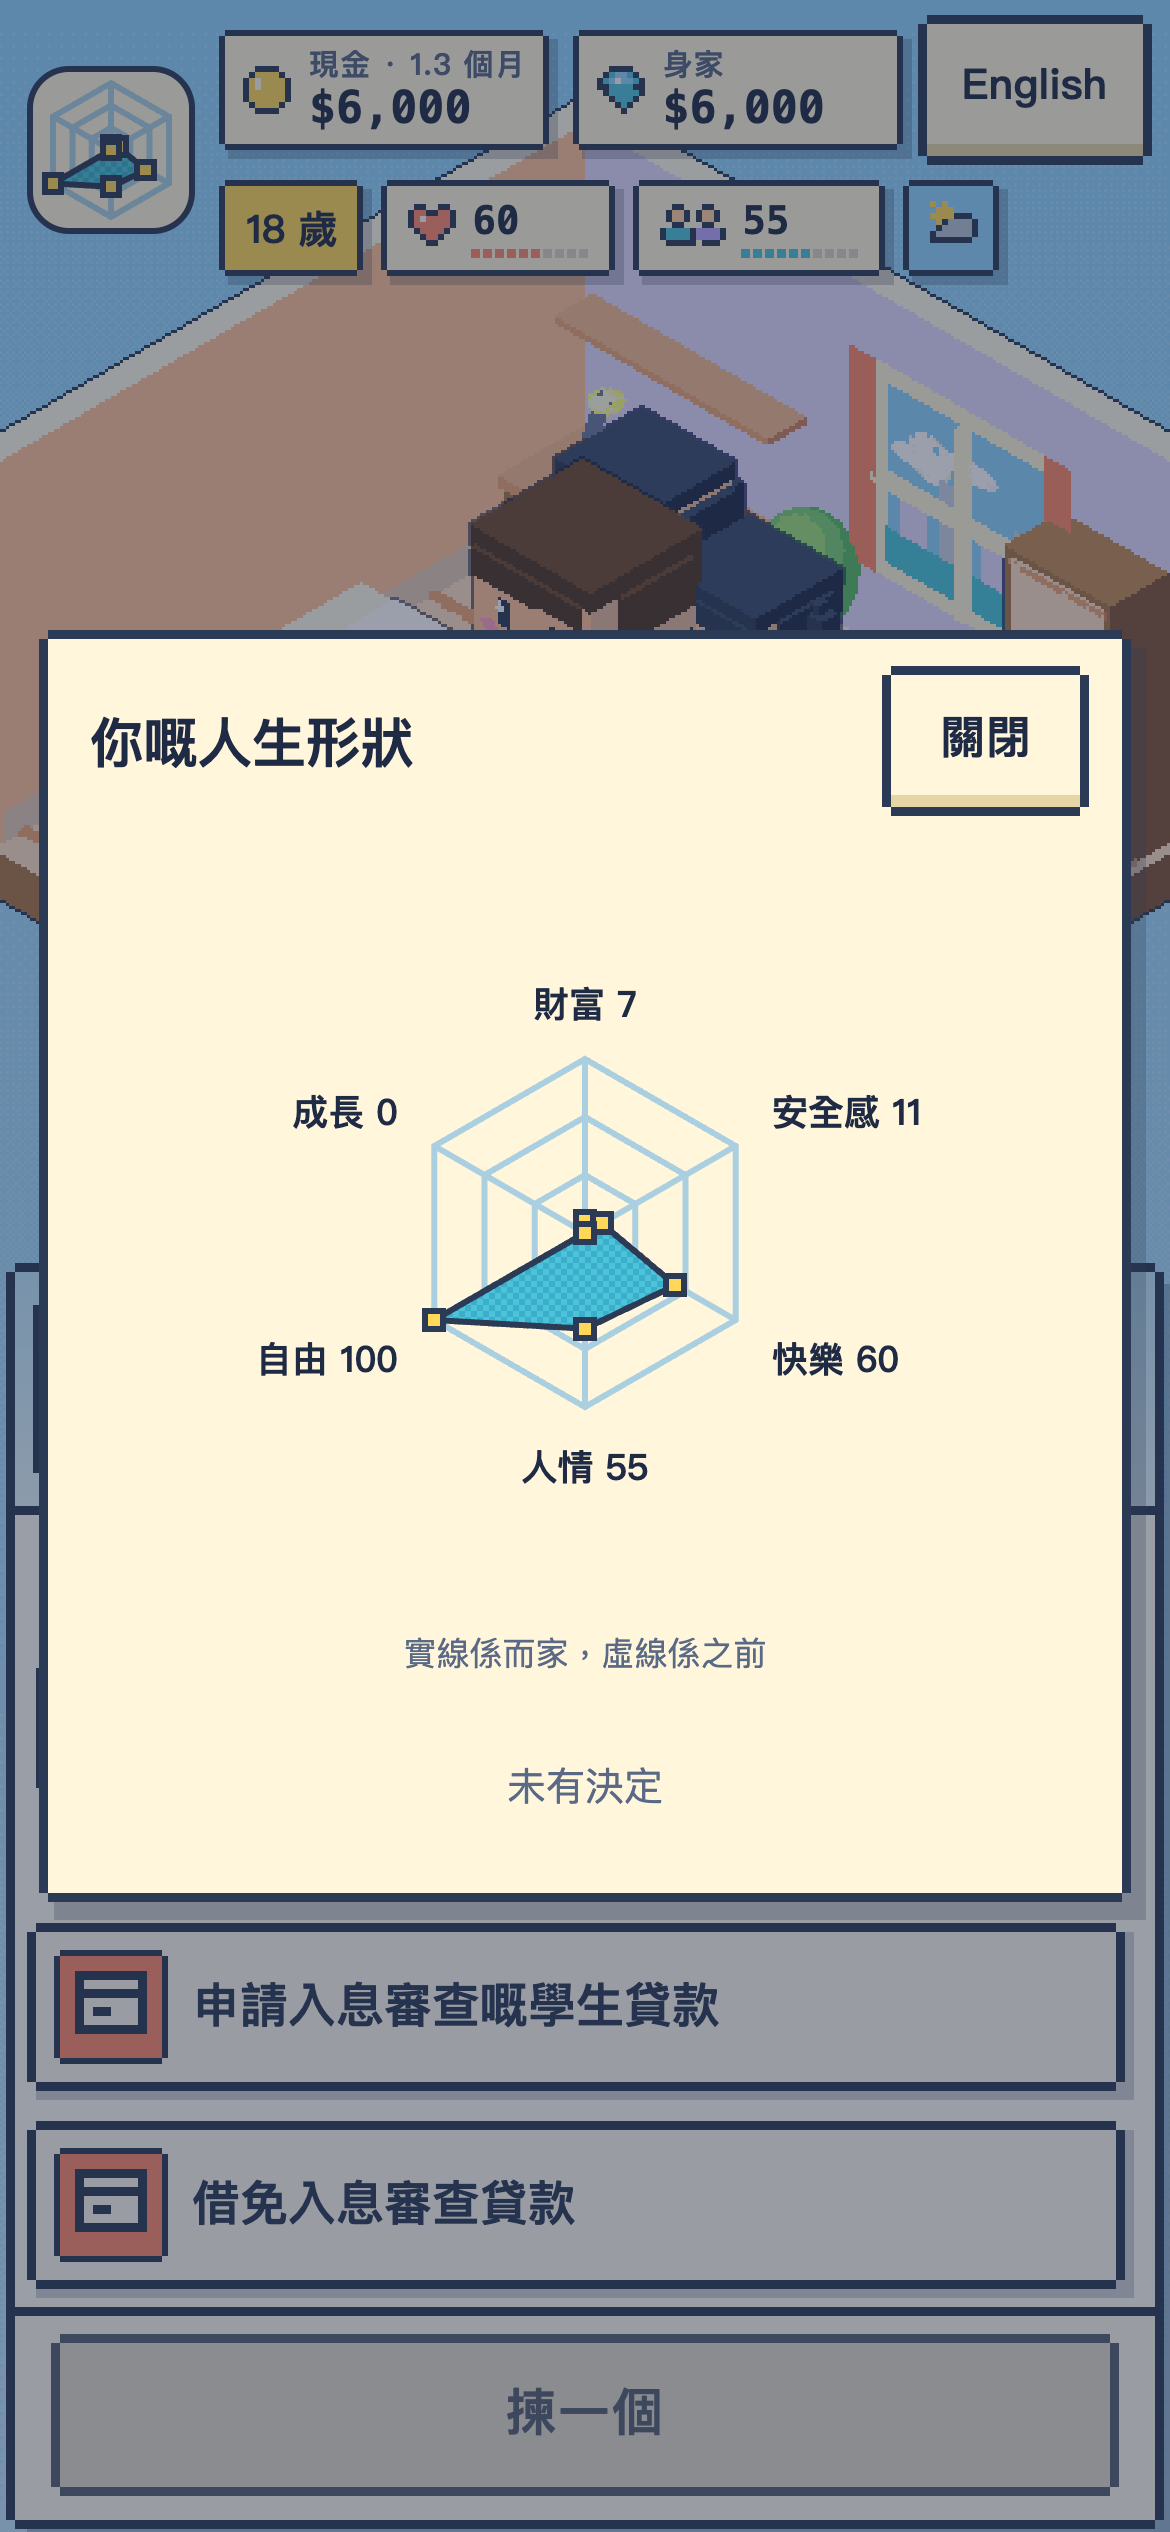 現金 · 1.3 個月
$6,000
身家
$6,000
English
18 歲
60
55
你嘅人生形狀
關閉
財富 7
成長 0
安全感 11
自由 100
快樂 60
人情 55
實線係而家，虛線係之前
未有決定
申請入息審查嘅學生貸款
借免入息審查貸款
揀一個